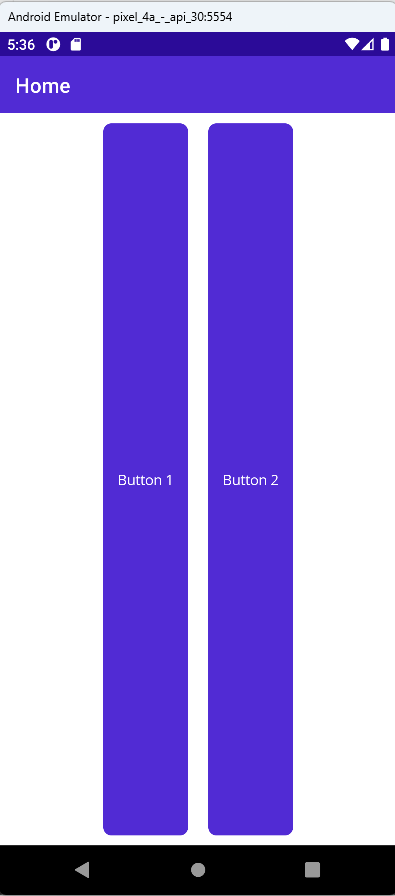 Android Emulator - pixel_4a_-_api_30:5554
5:36
Home
Button 1 Button 2